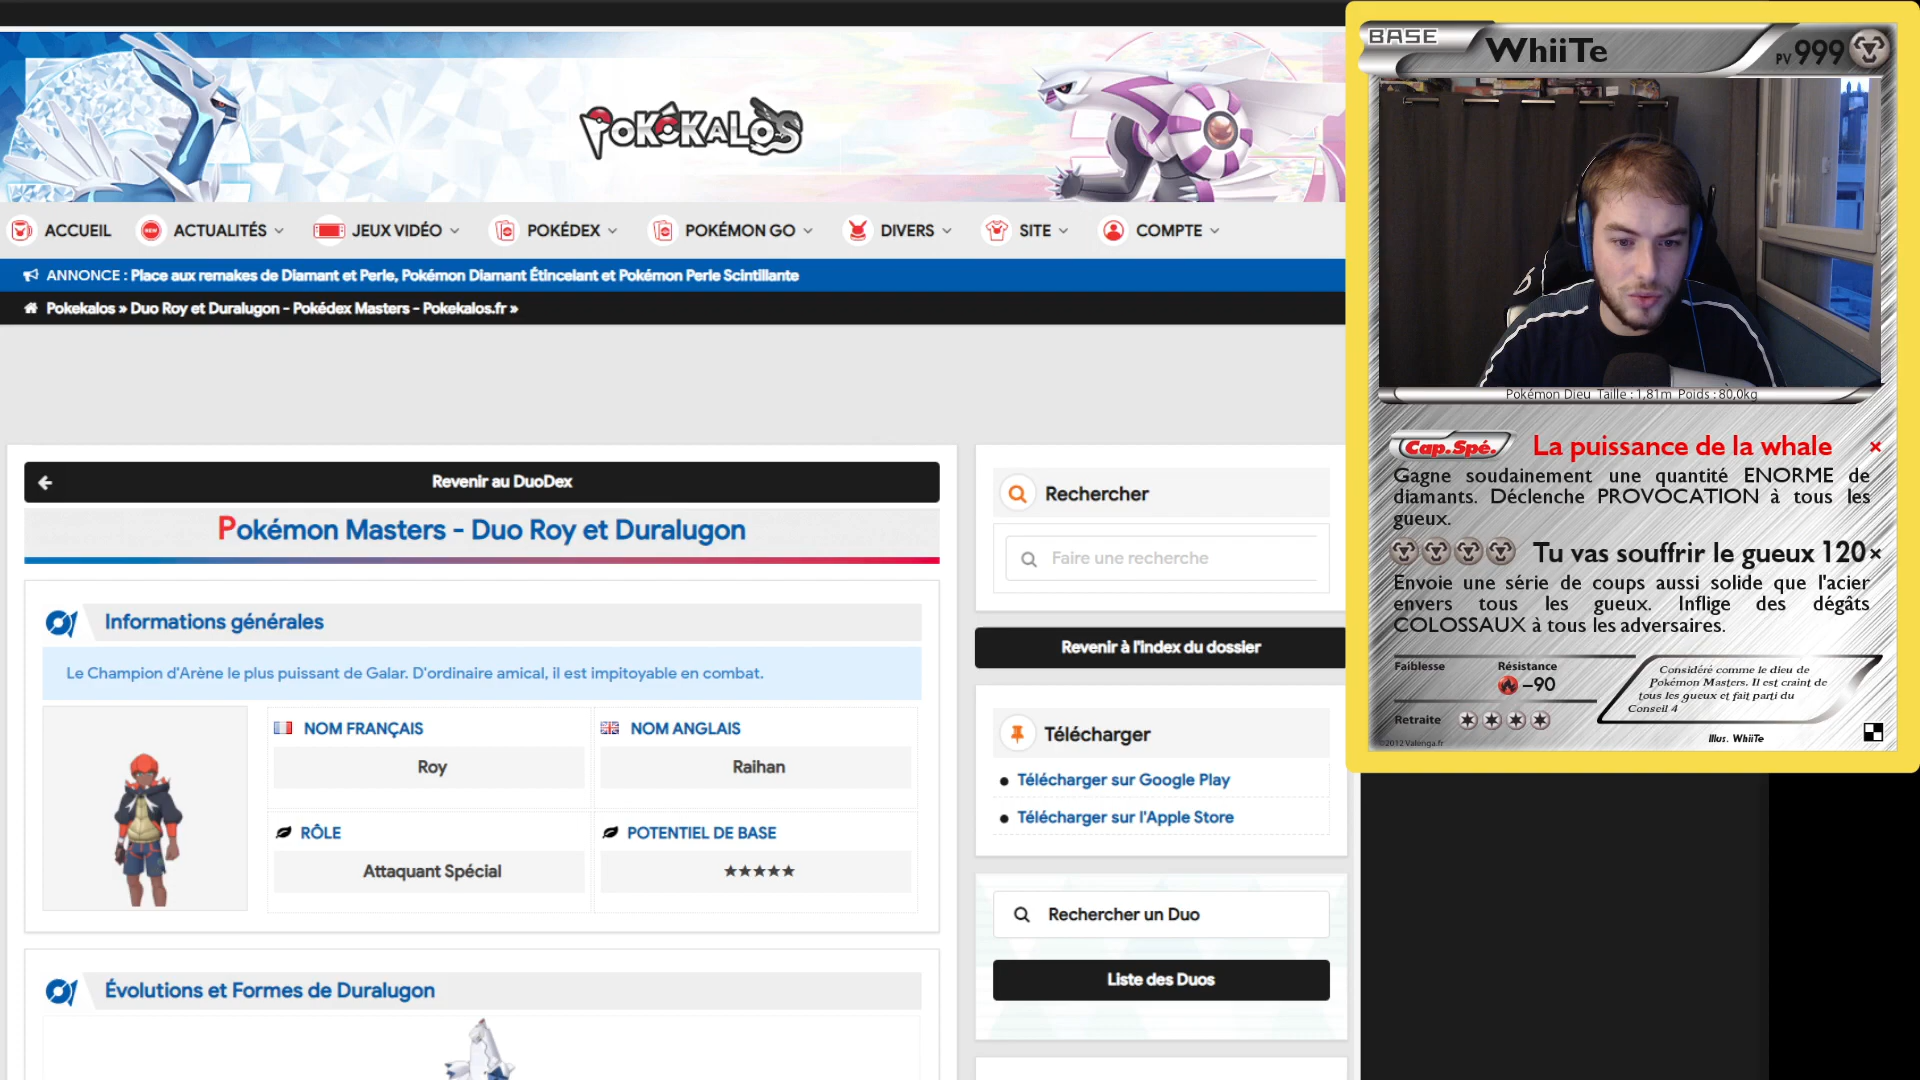 PoKéKALOS
ACCUEIL
ACTUALITÉS
JEUX VIDÉO
POKÉDEX
POKÉMON GO
DIVERS
SITE
COMPTE
ANNONCE : Place aux remakes de Diamant et Perle, Pokémon Diamant Étincelant et Pokémon Perle Scintillante
Pokekalos » Duo Roy et Duralugon - Pokédex Masters - Pokekalos.fr »
Revenir au DuoDex
Pokémon Masters - Duo Roy et Duralugon
Informations générales
Le Champion d'Arène le plus puissant de Galar. D'ordinaire amical, il est impitoyable en combat.
NOM FRANÇAIS
Roy
NOM ANGLAIS
Raihan
RÔLE
Attaquant Spécial
POTENTIEL DE BASE
★★★★★
Évolutions et Formes de Duralugon
Rechercher
Faire une recherche
Revenir à l'index du dossier
Télécharger
Télécharger sur Google Play
Télécharger sur l'Apple Store
Rechercher un Duo
Liste des Duos
BASE
WhiiTe
PV 999
Pokémon Dieu Taille : 1,81m Poids : 80,0kg
Cap.Spé. La puissance de la whale ×
Gagne soudainement une quantité ENORME de
diamants. Déclenche PROVOCATION à tous les
gueux.
Tu vas souffrir le gueux 120×
Envoie une série de coups aussi solide que l'acier
envers tous les gueux. Inflige des dégâts
COLOSSAUX à tous les adversaires.
Faiblesse
Résistance
-90
Retraite
Considéré comme le dieu de
Pokémon Masters. Il est craint de
tous les gueux et fait parti du
Conseil 4
Illus. WhiiTe
©2012 Valenga.fr